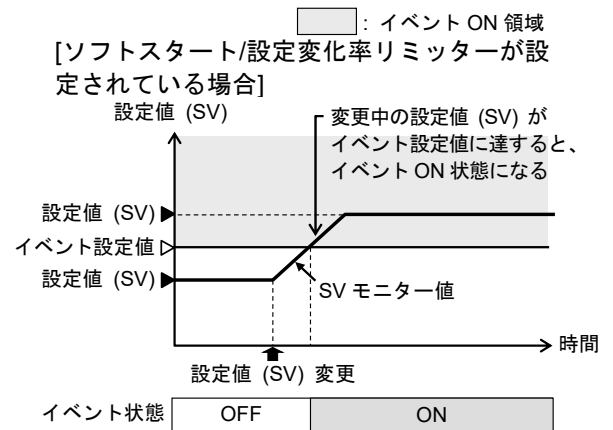 : イベント ON 領域
[ソフトスタート/設定変化率リミッターが設
定されている場合]
設定値 (SV)
変更中の設定値 (SV) が
イベント設定値に達すると、
イベント ON 状態になる
設定値 (SV)
イベント設定値
設定値 (SV)
SV モニター値
時間
設定値 (SV) 変更
イベント状態 OFF ON